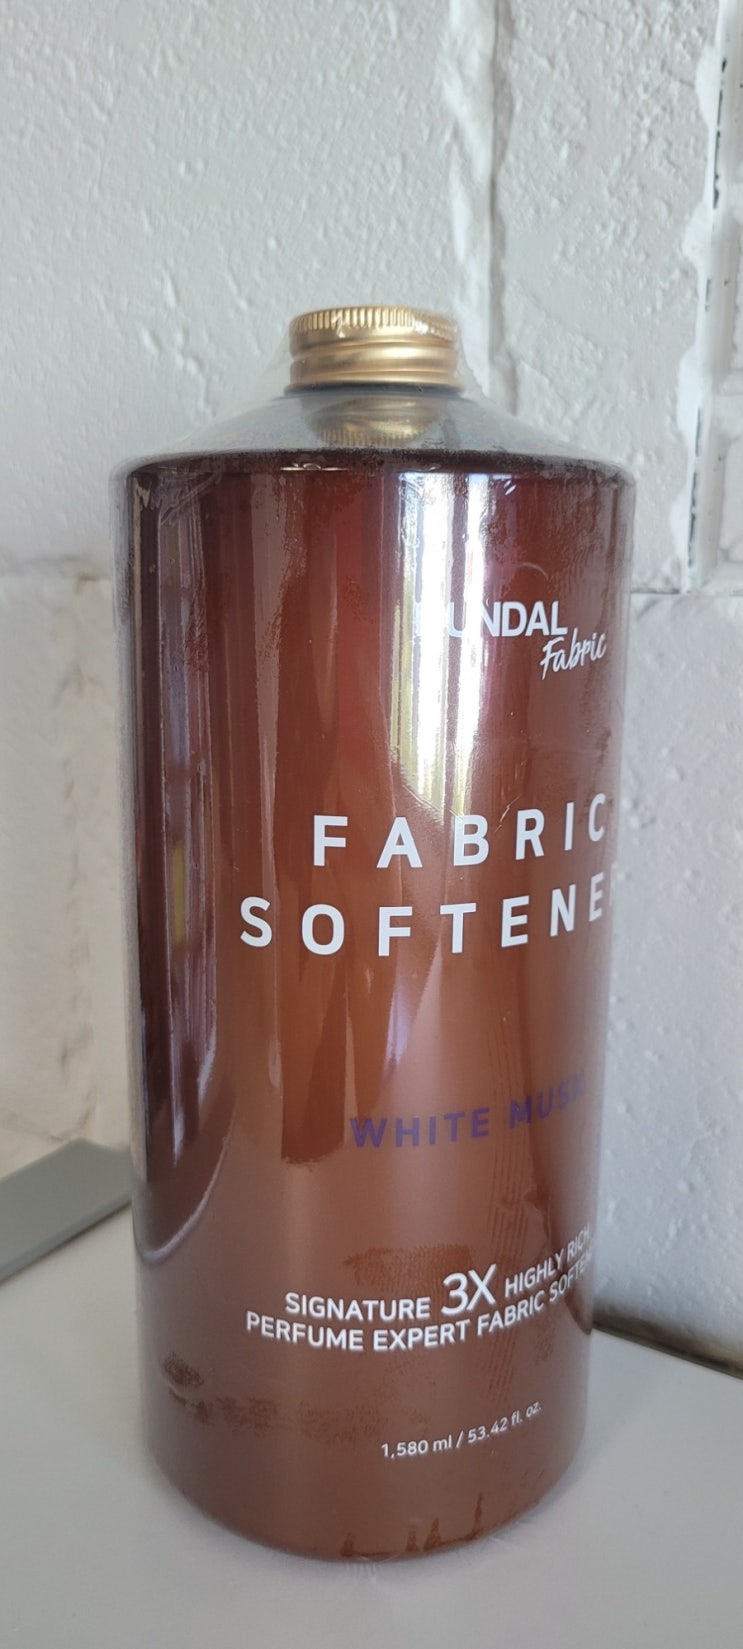 UNDAL
Fabric
FABRIC
SOFTENE
WHITE MUSK
SIGNATURE 3X HIGHLY RICH
PERFUME EXPERT FABRIC SOFTE
1,580 ml / 53.42 fl. oz.